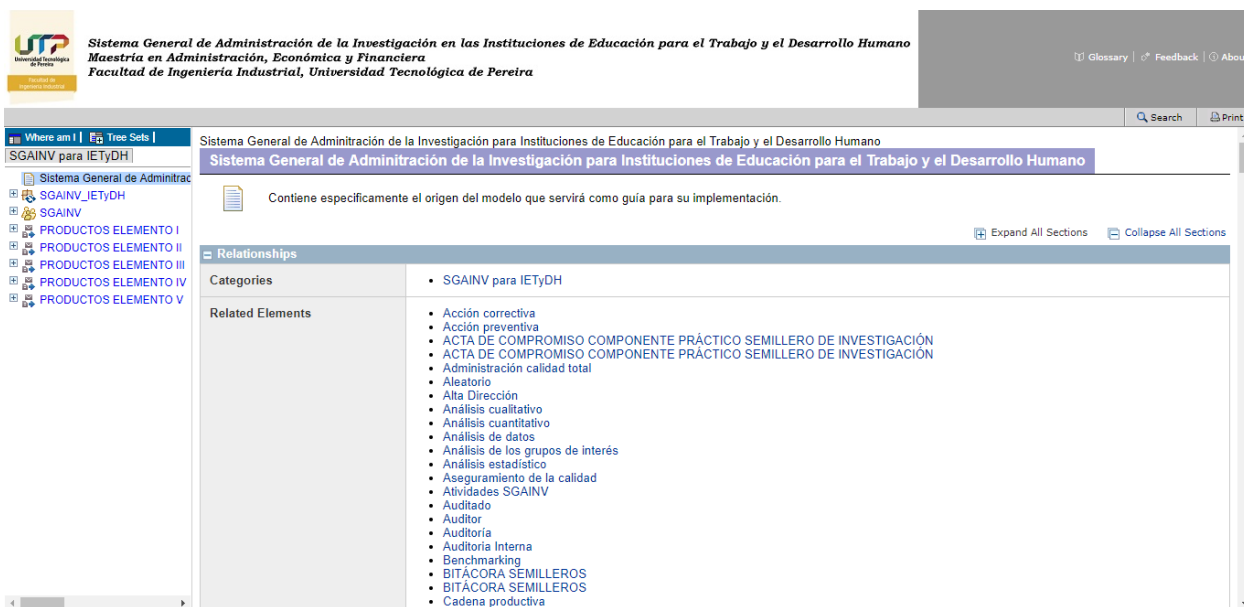 UTP
Universidad Tecnológica
de Pereira
Facultad de
Ingeniería Industrial
Sistema General de Administración de la Investigación en las Instituciones de Educación para el Trabajo y el Desarrollo Humano
Maestría en Administración, Económica y Financiera
Facultad de Ingeniería Industrial, Universidad Tecnológica de Pereira
Glossary | Feedback | Abou
Search Print
Where am I | Tree Sets |
SGAINV para IETyDH
Sistema General de Adminitrac
SGAINV_IETyDH
SGAINV
PRODUCTOS ELEMENTO I
PRODUCTOS ELEMENTO II
PRODUCTOS ELEMENTO III
PRODUCTOS ELEMENTO IV
PRODUCTOS ELEMENTO V
Sistema General de Adminitración de la Investigación para Instituciones de Educación para el Trabajo y el Desarrollo Humano
Sistema General de Adminitración de la Investigación para Instituciones de Educación para el Trabajo y el Desarrollo Humano
Contiene especificamente el origen del modelo que servirá como guía para su implementación.
Expand All Sections Collapse All Sections
Relationships
Categories
• SGAINV para IETyDH
Related Elements
• Acción correctiva
• Acción preventiva
• ACTA DE COMPROMISO COMPONENTE PRÁCTICO SEMILLERO DE INVESTIGACIÓN
• ACTA DE COMPROMISO COMPONENTE PRÁCTICO SEMILLERO DE INVESTIGACIÓN
• Administración calidad total
• Aleatorio
• Alta Dirección
• Análisis cualitativo
• Análisis cuantitativo
• Análisis de datos
• Análisis de los grupos de interés
• Análisis estadístico
• Aseguramiento de la calidad
• Atividades SGAINV
• Auditado
• Auditor
• Auditoría
• Auditoria Interna
• Benchmarking
• BITÁCORA SEMILLEROS
• BITÁCORA SEMILLEROS
• Cadena productiva